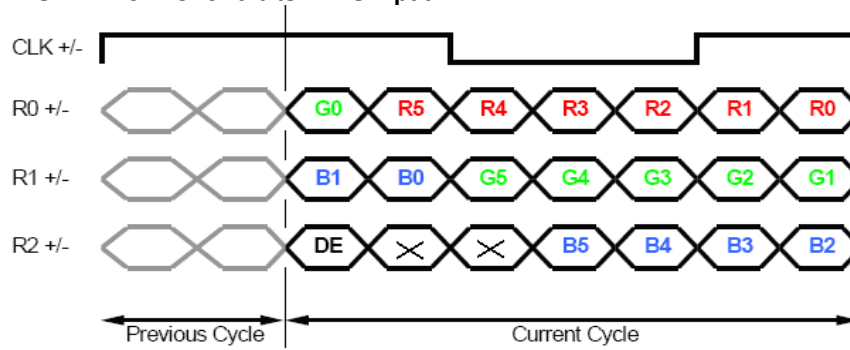 CLK +/-
R0 +/- G0 R5 R4 R3 R2 R1 R0
R1 +/- B1 B0 G5 G4 G3 G2 G1
R2 +/- DE B5 B4 B3 B2
Previous Cycle Current Cycle